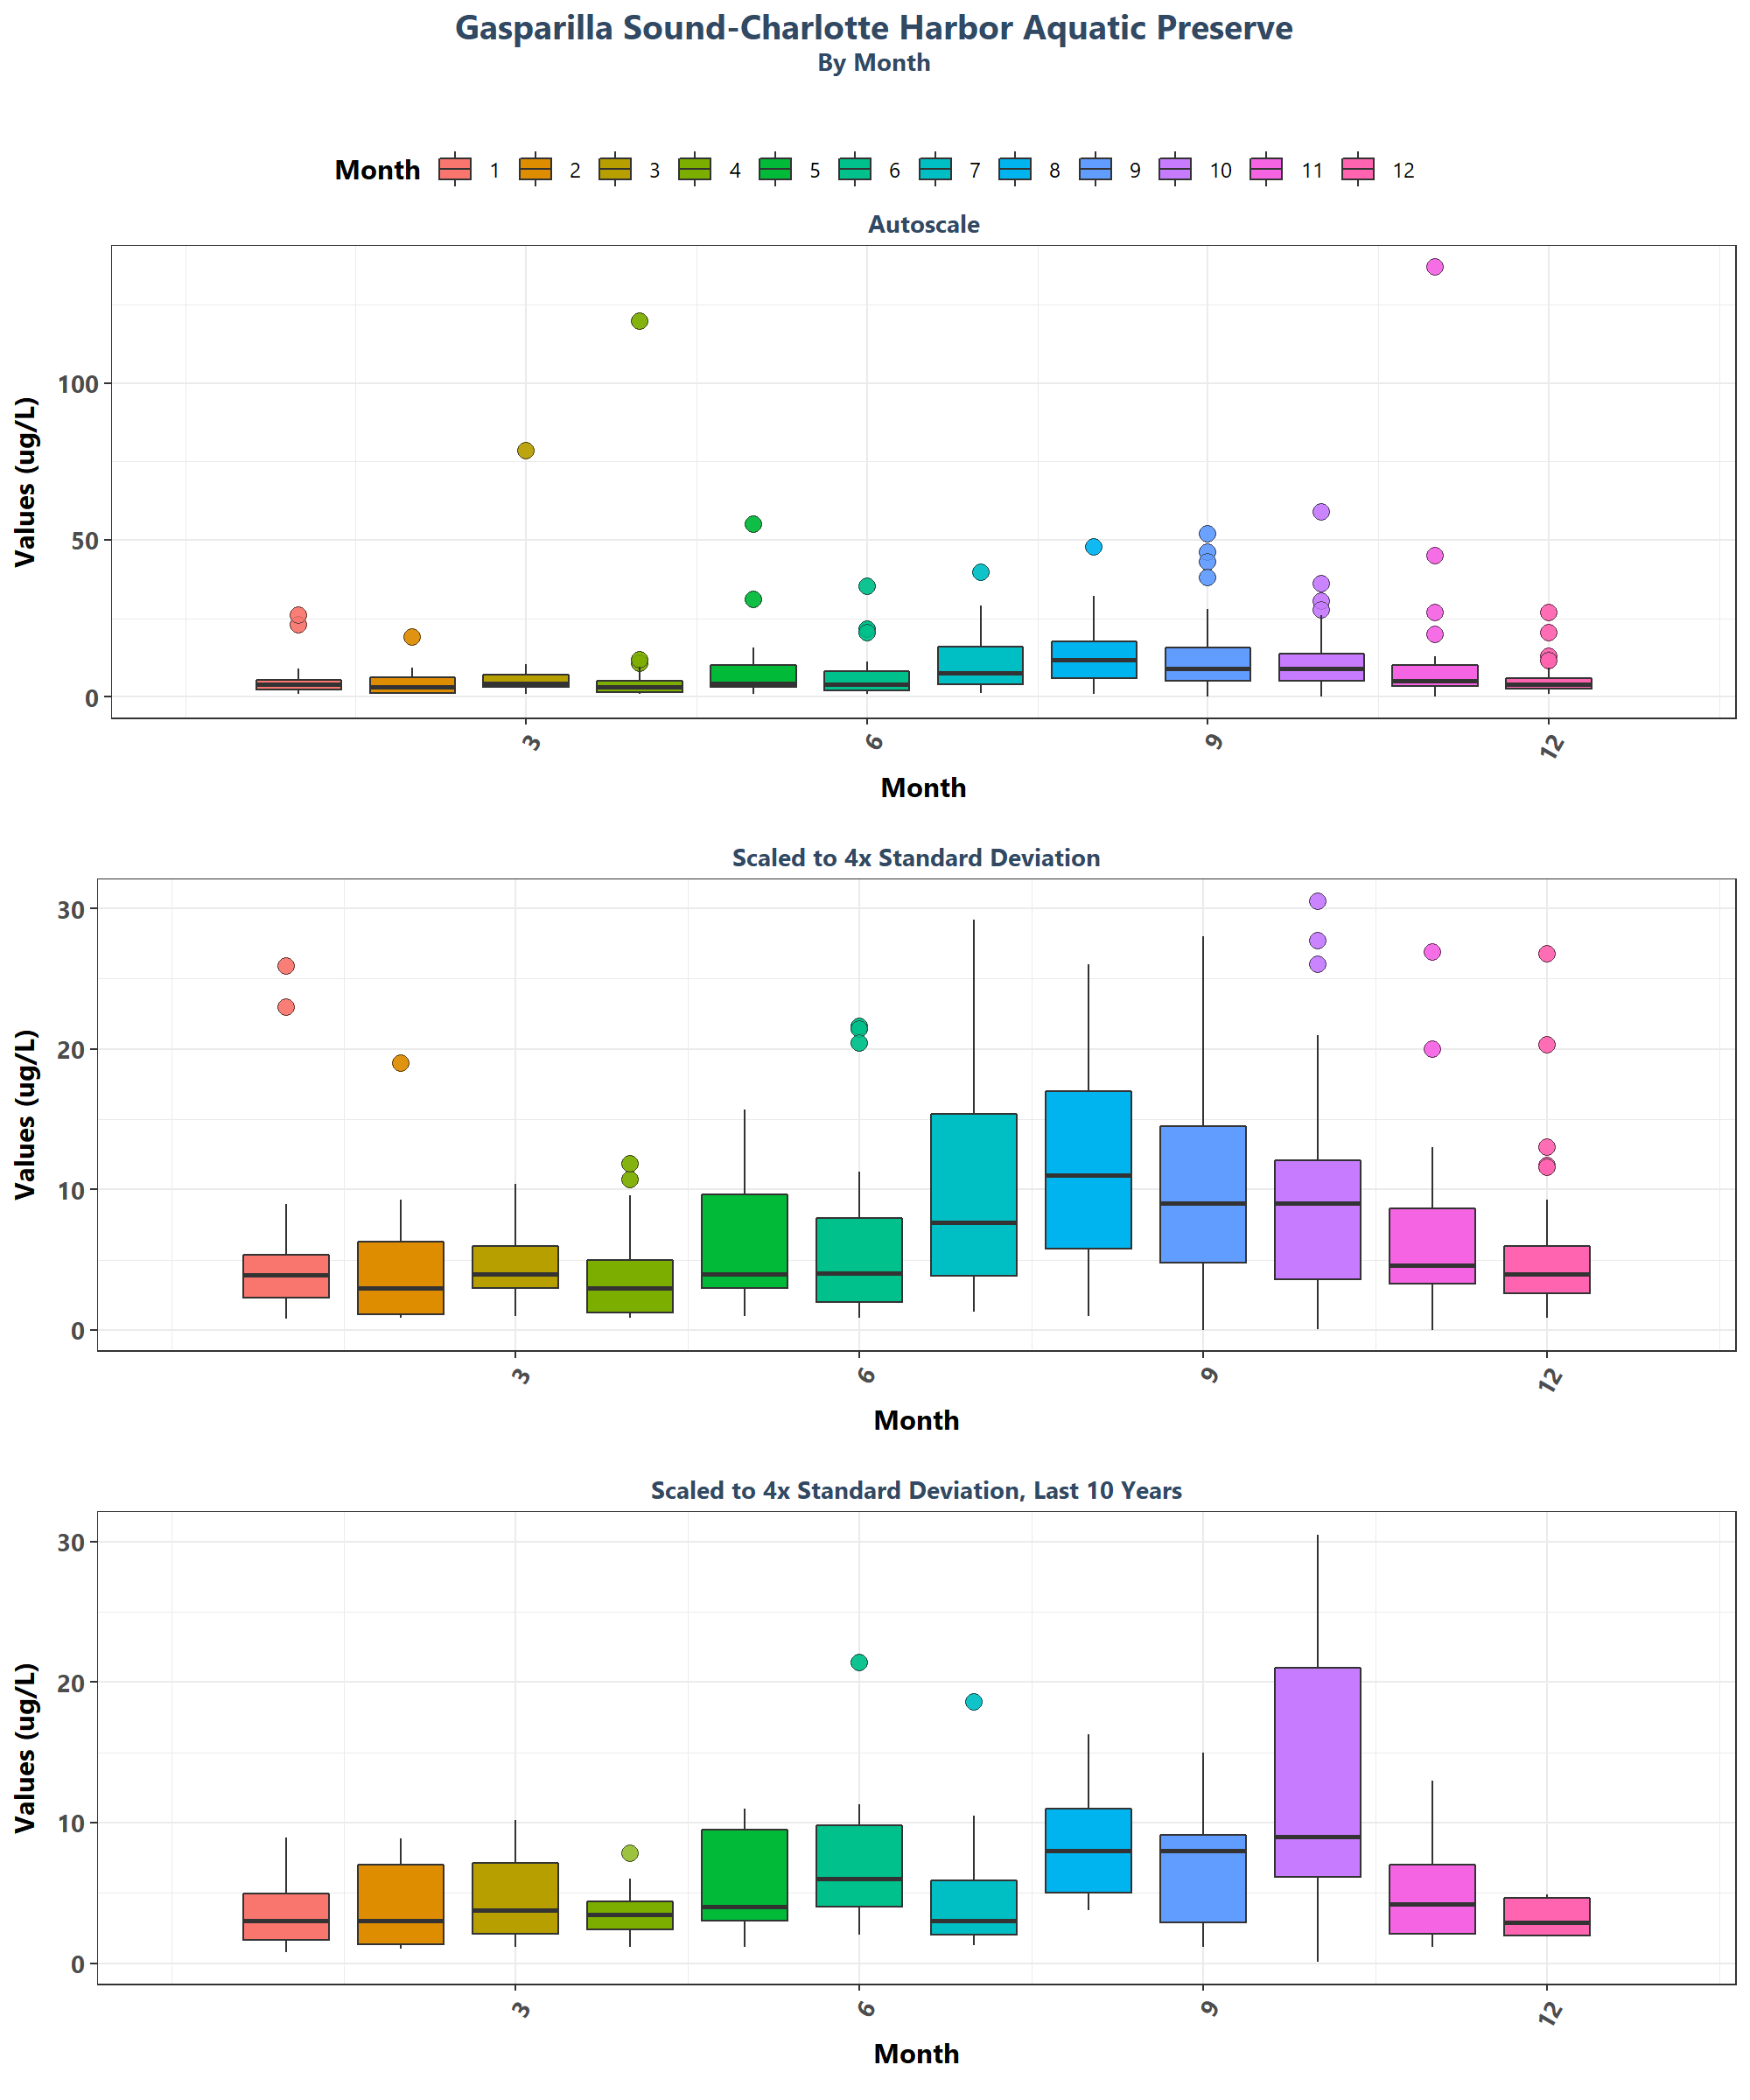 Gasparilla Sound-Charlotte Harbor Aquatic Preserve
By Month
Month 1 2 3 4 5 6 7 8 9 10 11 12
Autoscale
Values (ug/L)
100
50
0
3 6 9 12
Month
Scaled to 4x Standard Deviation
Values (ug/L)
30
20
10
0
3 6 9 12
Month
Scaled to 4x Standard Deviation, Last 10 Years
Values (ug/L)
30
20
10
0
3 6 9 12
Month